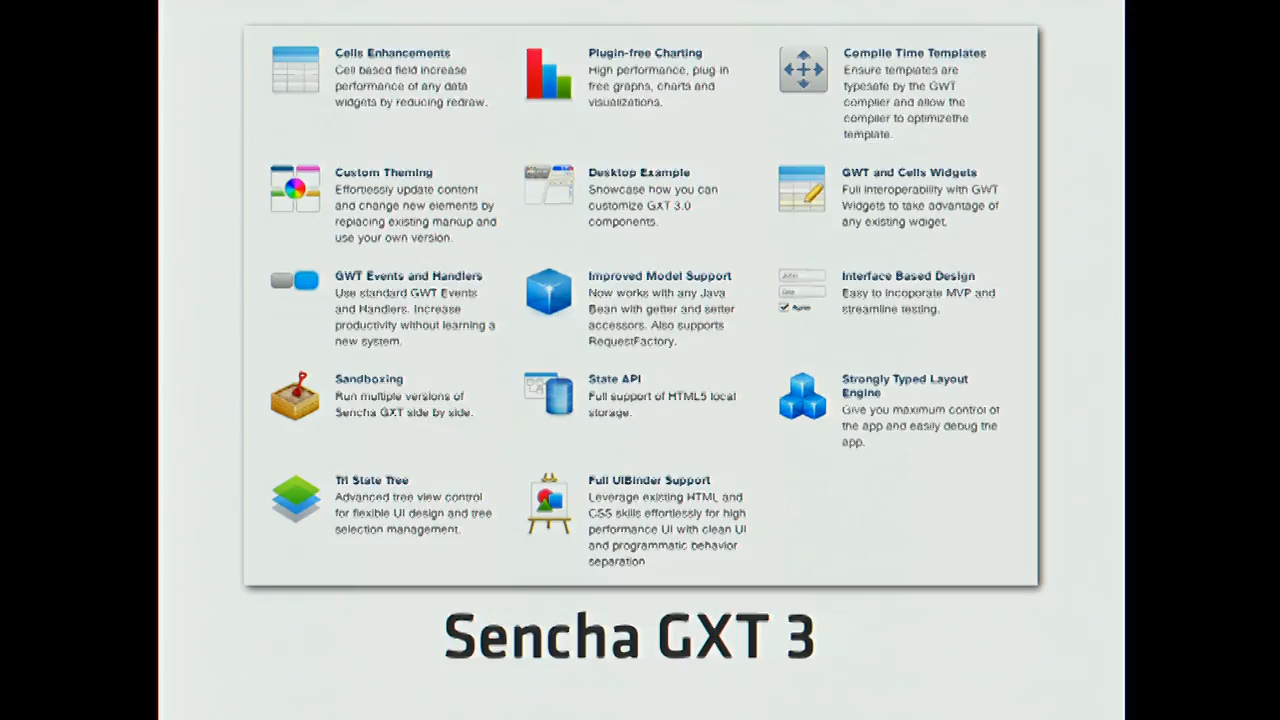 Cells Enhancements
Cell based field increase
performance of any data
widgets by reducing redraw.
Plugin-free Charting
High performance, plug-in
free graphs, charts and
visualizations.
Compile Time Templates
Ensure templates are
typesafe by the GWT
compiler and allow the
compiler to optimizethe
template.
Custom Theming
Effortlessly update content
and change new elements by
replacing existing markup and
use your own version.
Desktop Example
Showcase how you can
customize GXT 3.0
components.
GWT and Cells Widgets
Full interoperability with GWT
Widgets to take advantage of
any existing widget.
GWT Events and Handlers
Use standard GWT Events
and Handlers. Increase
productivity without learning a
new system.
Improved Model Support
Now works with any Java
Bean with getter and setter
accessors. Also supports
RequestFactory.
John
Doe
Agree
Interface Based Design
Easy to incoporate MVP and
streamline testing.
Sandboxing
Run multiple versions of
Sencha GXT side by side.
State API
Full support of HTML5 local
storage.
Strongly Typed Layout
Engine
Give you maximum control of
the app and easily debug the
app.
Tri State Tree
Advanced tree view control
for flexible UI design and tree
selection management.
Full UIBinder Support
Leverage existing HTML and
CSS skills effortlessly for high
performance UI with clean UI
and programmatic behavior
separation
Sencha GXT 3